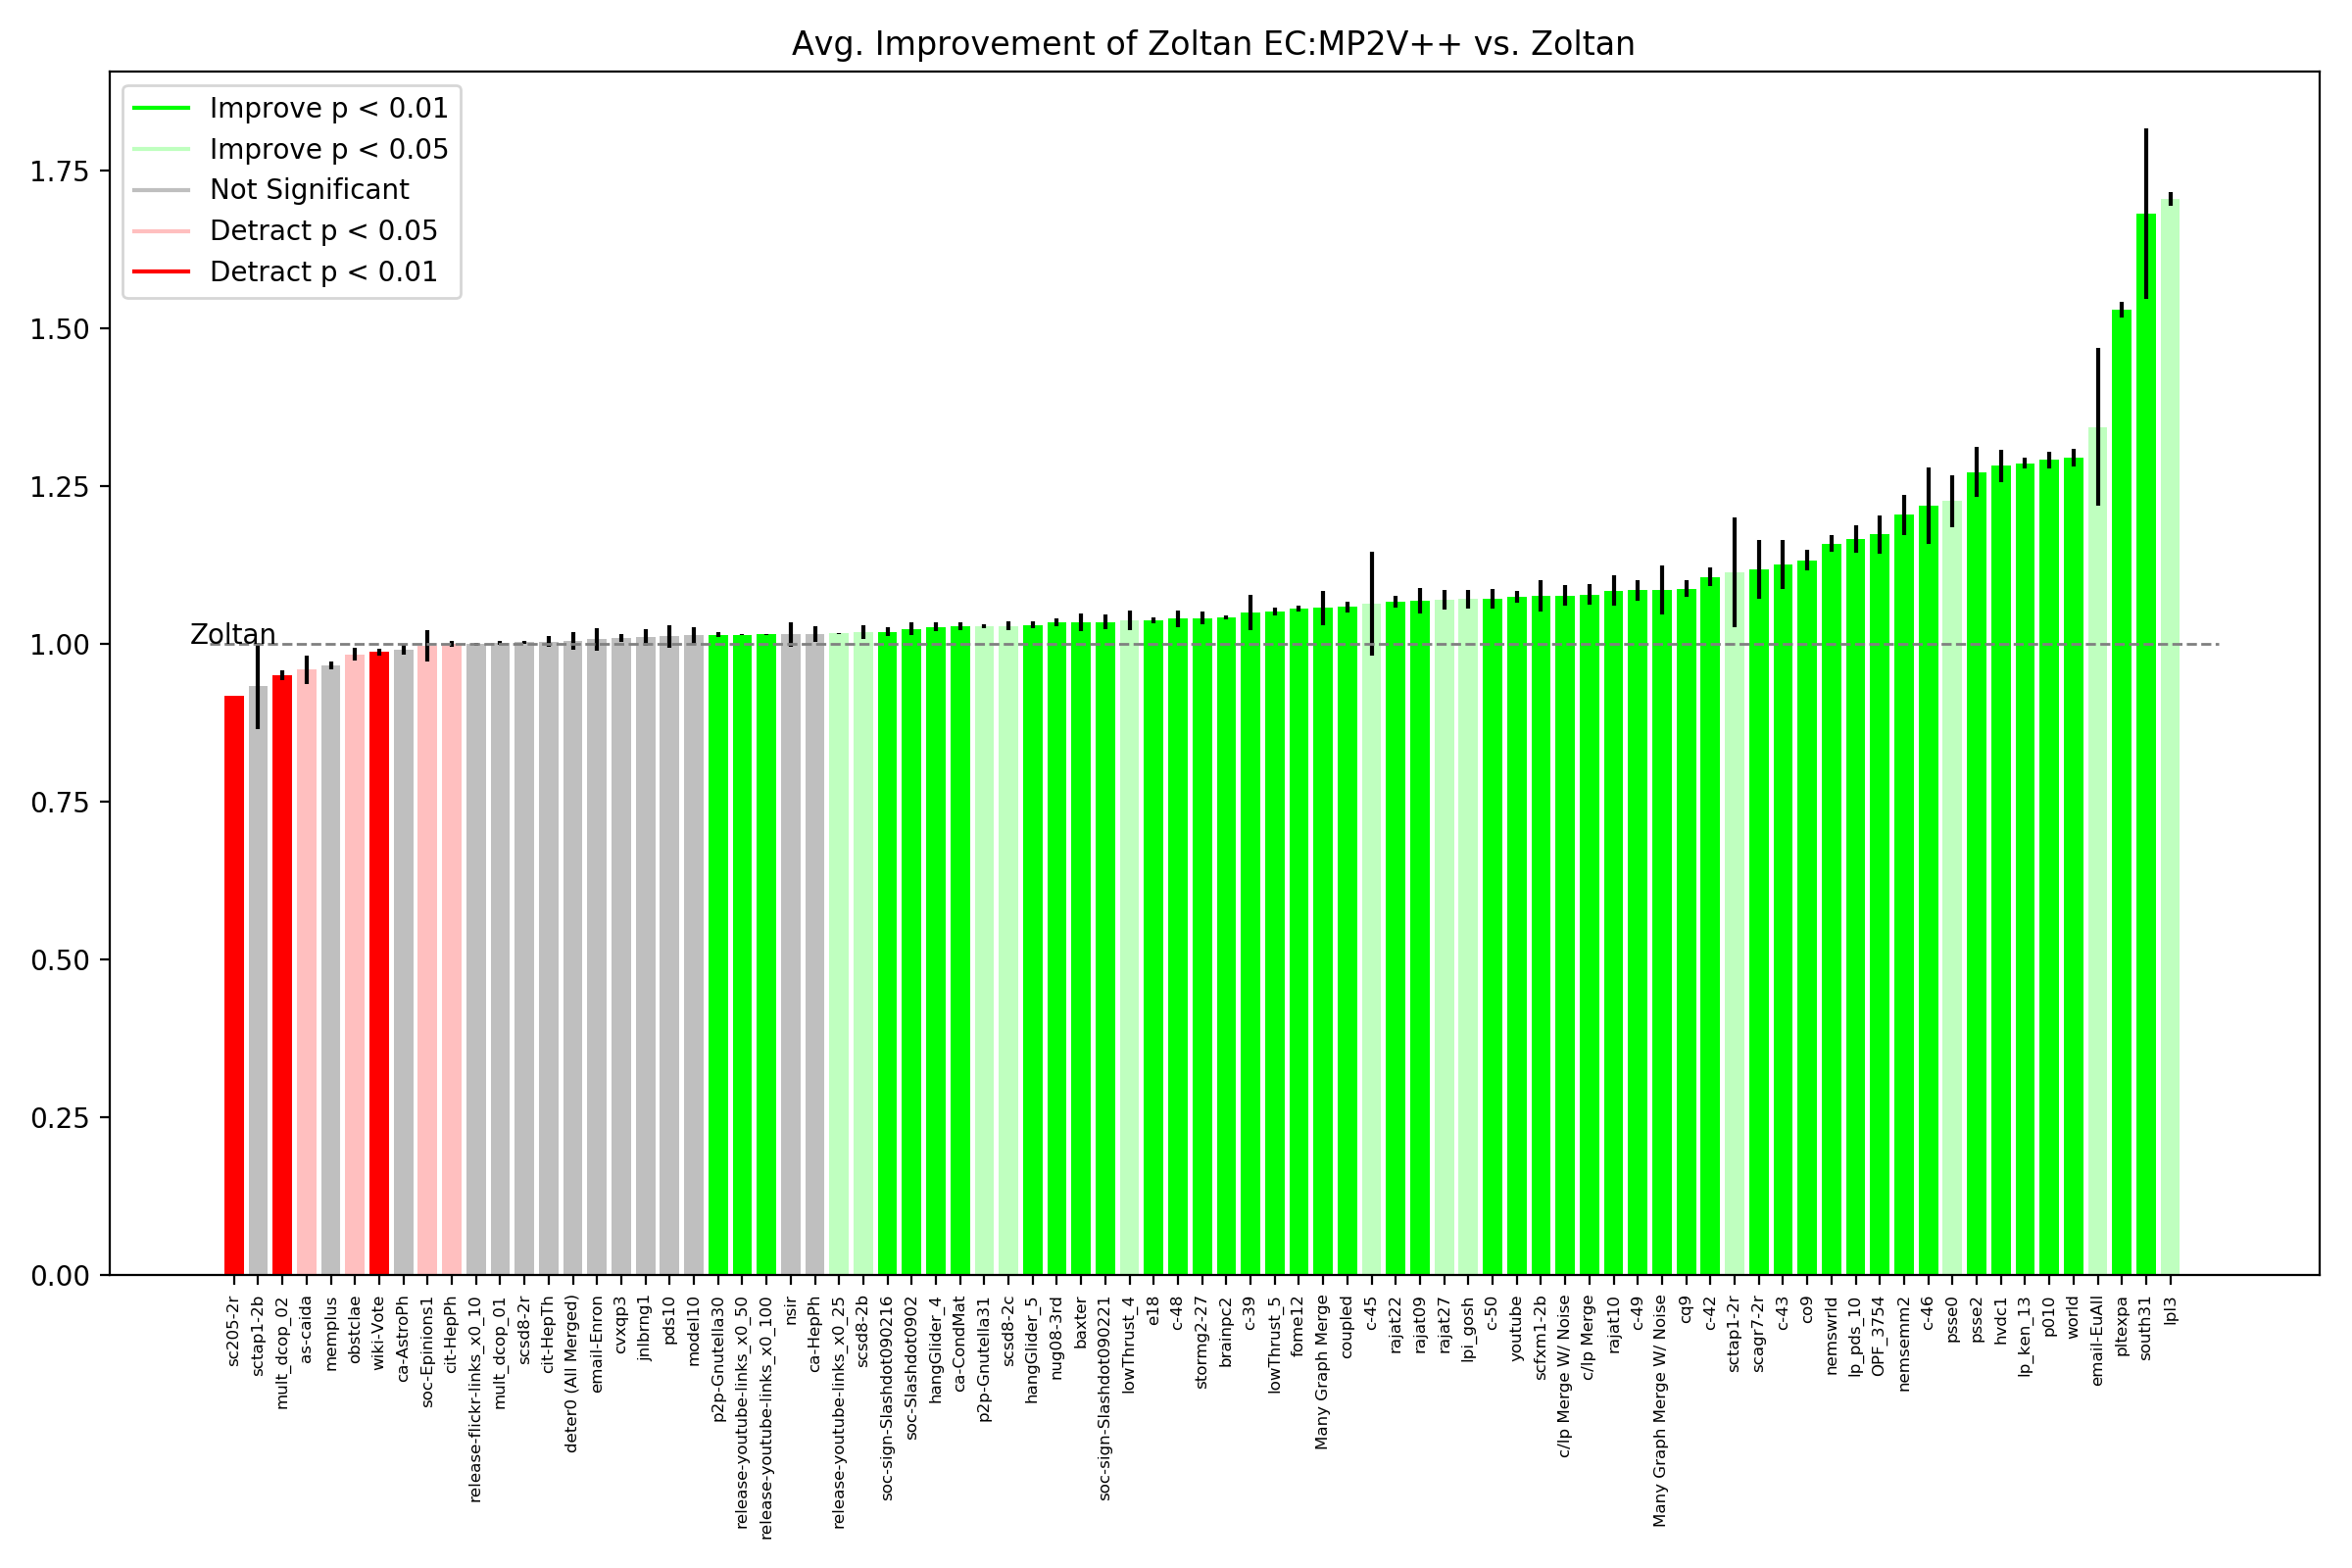 Avg. Improvement of Zoltan EC:MP2V++ vs. Zoltan
Improve p < 0.01
Improve p < 0.05
Not Significant
Detract p < 0.05
Detract p < 0.01
1.75
1.50
1.25
1.00
0.75
0.50
0.25
0.00
Zoltan
sc205-2r
sctap1-2b
mult_dcop_02
as-caida
memplus
obstclae
wiki-Vote
ca-AstroPh
soc-Epinions1
cit-HepPh
release-flickr-links_x0_10
mult_dcop_01
scsd8-2r
cit-HepTh
deter0 (All Merged)
email-Enron
cvxqp3
jnlbrng1
pds10
model10
p2p-Gnutella30
release-youtube-links_x0_50
release-youtube-links_x0_100
nsir
ca-HepPh
release-youtube-links_x0_25
scsd8-2b
soc-sign-Slashdot090216
soc-Slashdot0902
hangGlider_4
ca-CondMat
p2p-Gnutella31
scsd8-2c
hangGlider_5
nug08-3rd
baxter
soc-sign-Slashdot090221
lowThrust_4
e18
c-48
stormg2-27
brainpc2
c-39
lowThrust_5
fome12
Many Graph Merge
coupled
c-45
rajat22
rajat09
rajat27
lpi_gosh
c-50
youtube
scfxm1-2b
c/lp Merge W/ Noise
c/lp Merge
rajat10
c-49
Many Graph Merge W/ Noise
cq9
c-42
sctap1-2r
scagr7-2r
c-43
co9
nemswrld
lp_pds_10
OPF_3754
nemsemm2
c-46
psse0
psse2
hvdc1
lp_ken_13
p010
world
email-EuAll
pltexpa
south31
lpl3